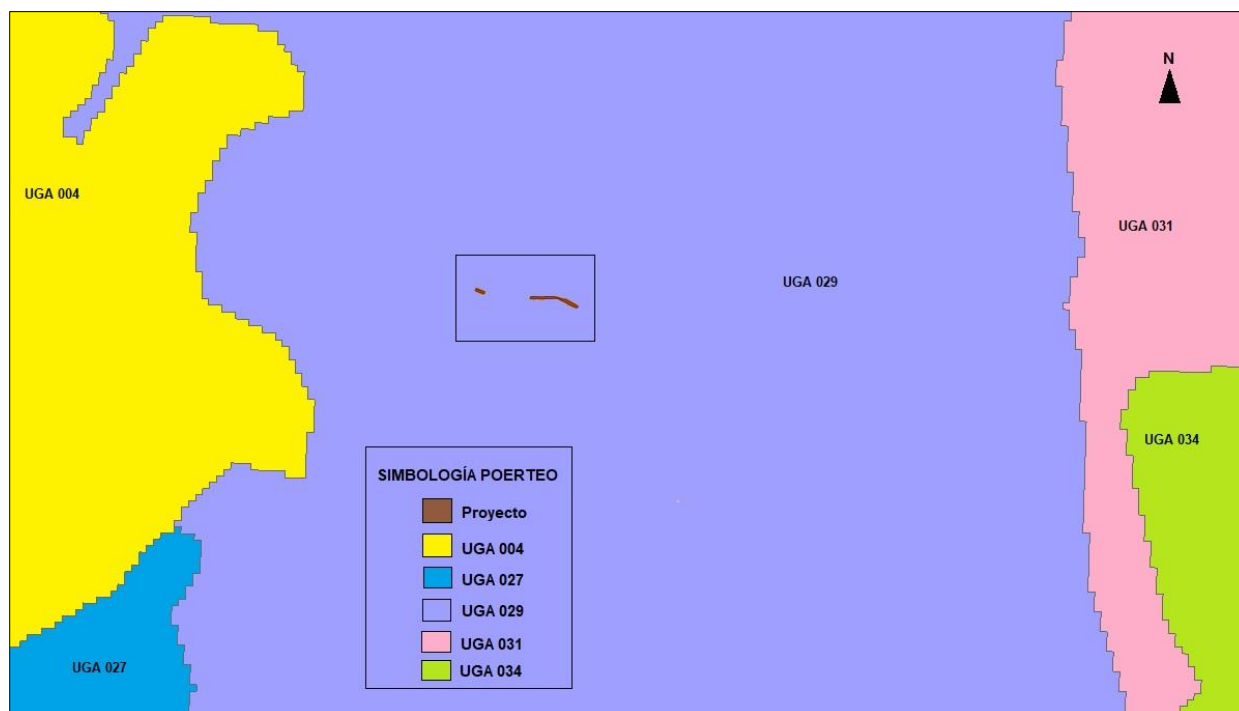 N
UGA 004
UGA 031
UGA 029
UGA 034
SIMBOLOGÍA POERTEO
Proyecto
UGA 004
UGA 027
UGA 029
UGA 031
UGA 034
UGA 027